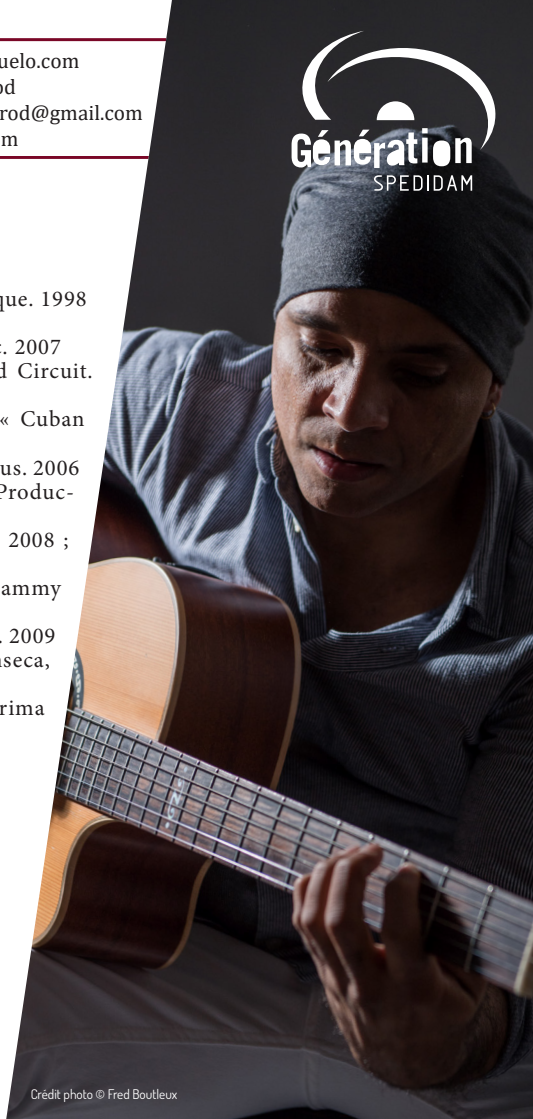 uelo.com
od
rod@gmail.com
m
Génération
SPEDIDAM
que. 1998
. 2007
d Circuit.
« Cuban
us. 2006
Produc-
2008 ;
ammy
. 2009
nseca,
rima
Crédit photo © Fred Boutleux